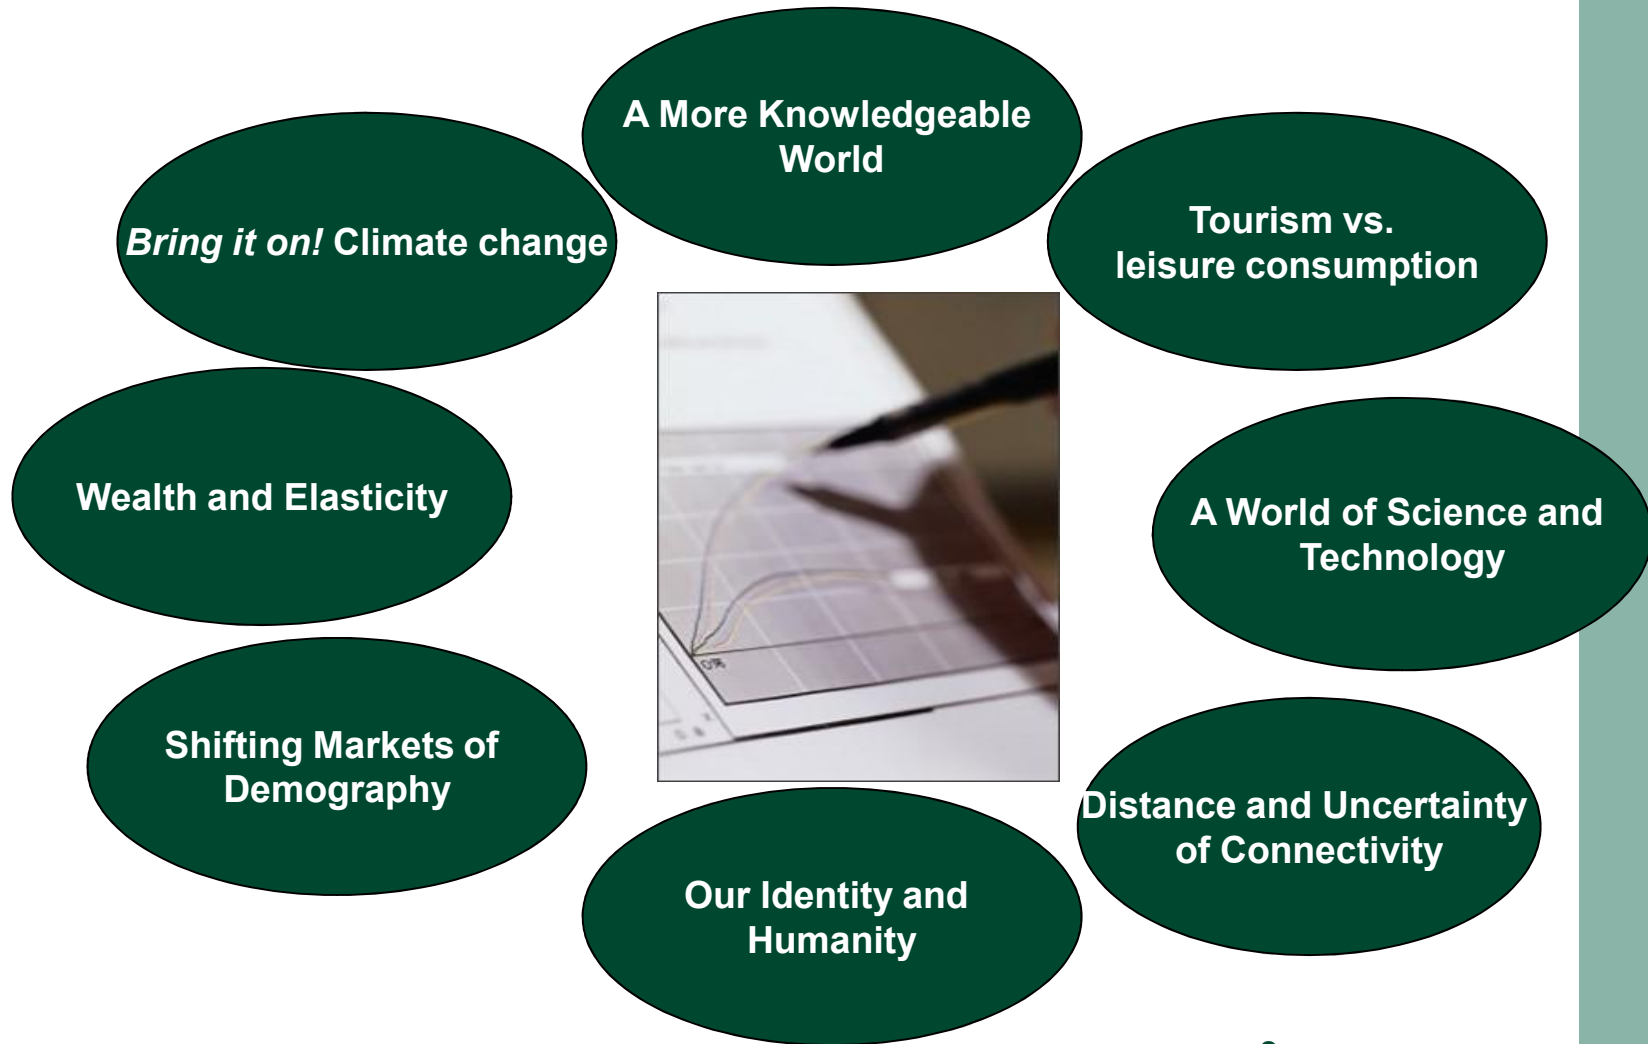 A More Knowledgeable
World
Tourism vs.
leisure consumption
A World of Science and
Technology
Distance and Uncertainty
of Connectivity
Our Identity and
Humanity
Shifting Markets of
Demography
Wealth and Elasticity
Bring it on! Climate change
0%